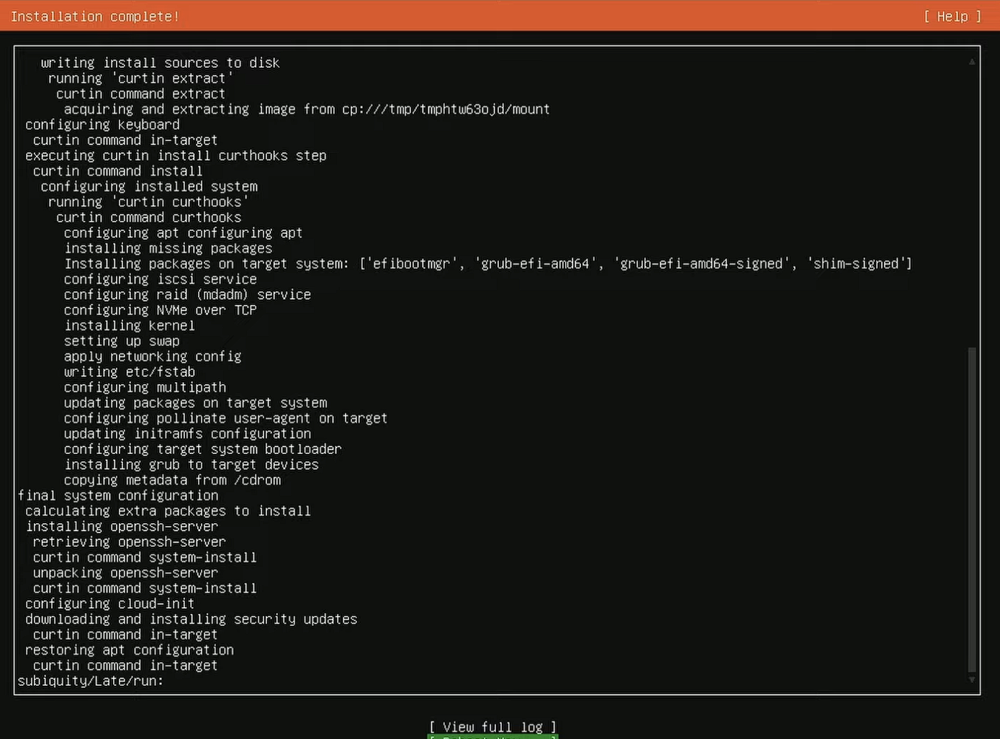 Installation complete!
[ Help ]
writing install sources to disk
running 'curtin extract'
curtin command extract
acquiring and extracting image from cp:///tmp/tmphtw63ojd/mount
configuring keyboard
curtin command in-target
executing curtin install curthooks step
curtin command install
configuring installed system
running 'curtin curthooks'
curtin command curthooks
configuring apt configuring apt
installing missing packages
Installing packages on target system: ['efibootmgr', 'grub-efi-amd64', 'grub-efi-amd64-signed', 'shim-signed']
configuring iscsi service
configuring raid (mdadm) service
configuring NVMe over TCP
installing kernel
setting up swap
apply networking config
writing etc/fstab
configuring multipath
updating packages on target system
configuring pollinate user-agent on target
updating initramfs configuration
configuring target system bootloader
installing grub to target devices
copying metadata from /cdrom
final system configuration
calculating extra packages to install
installing openssh-server
retrieving openssh-server
curtin command system-install
unpacking openssh-server
curtin command system-install
configuring cloud-init
downloading and installing security updates
curtin command in-target
restoring apt configuration
curtin command in-target
subiquity/Late/run:
[ View full log ]